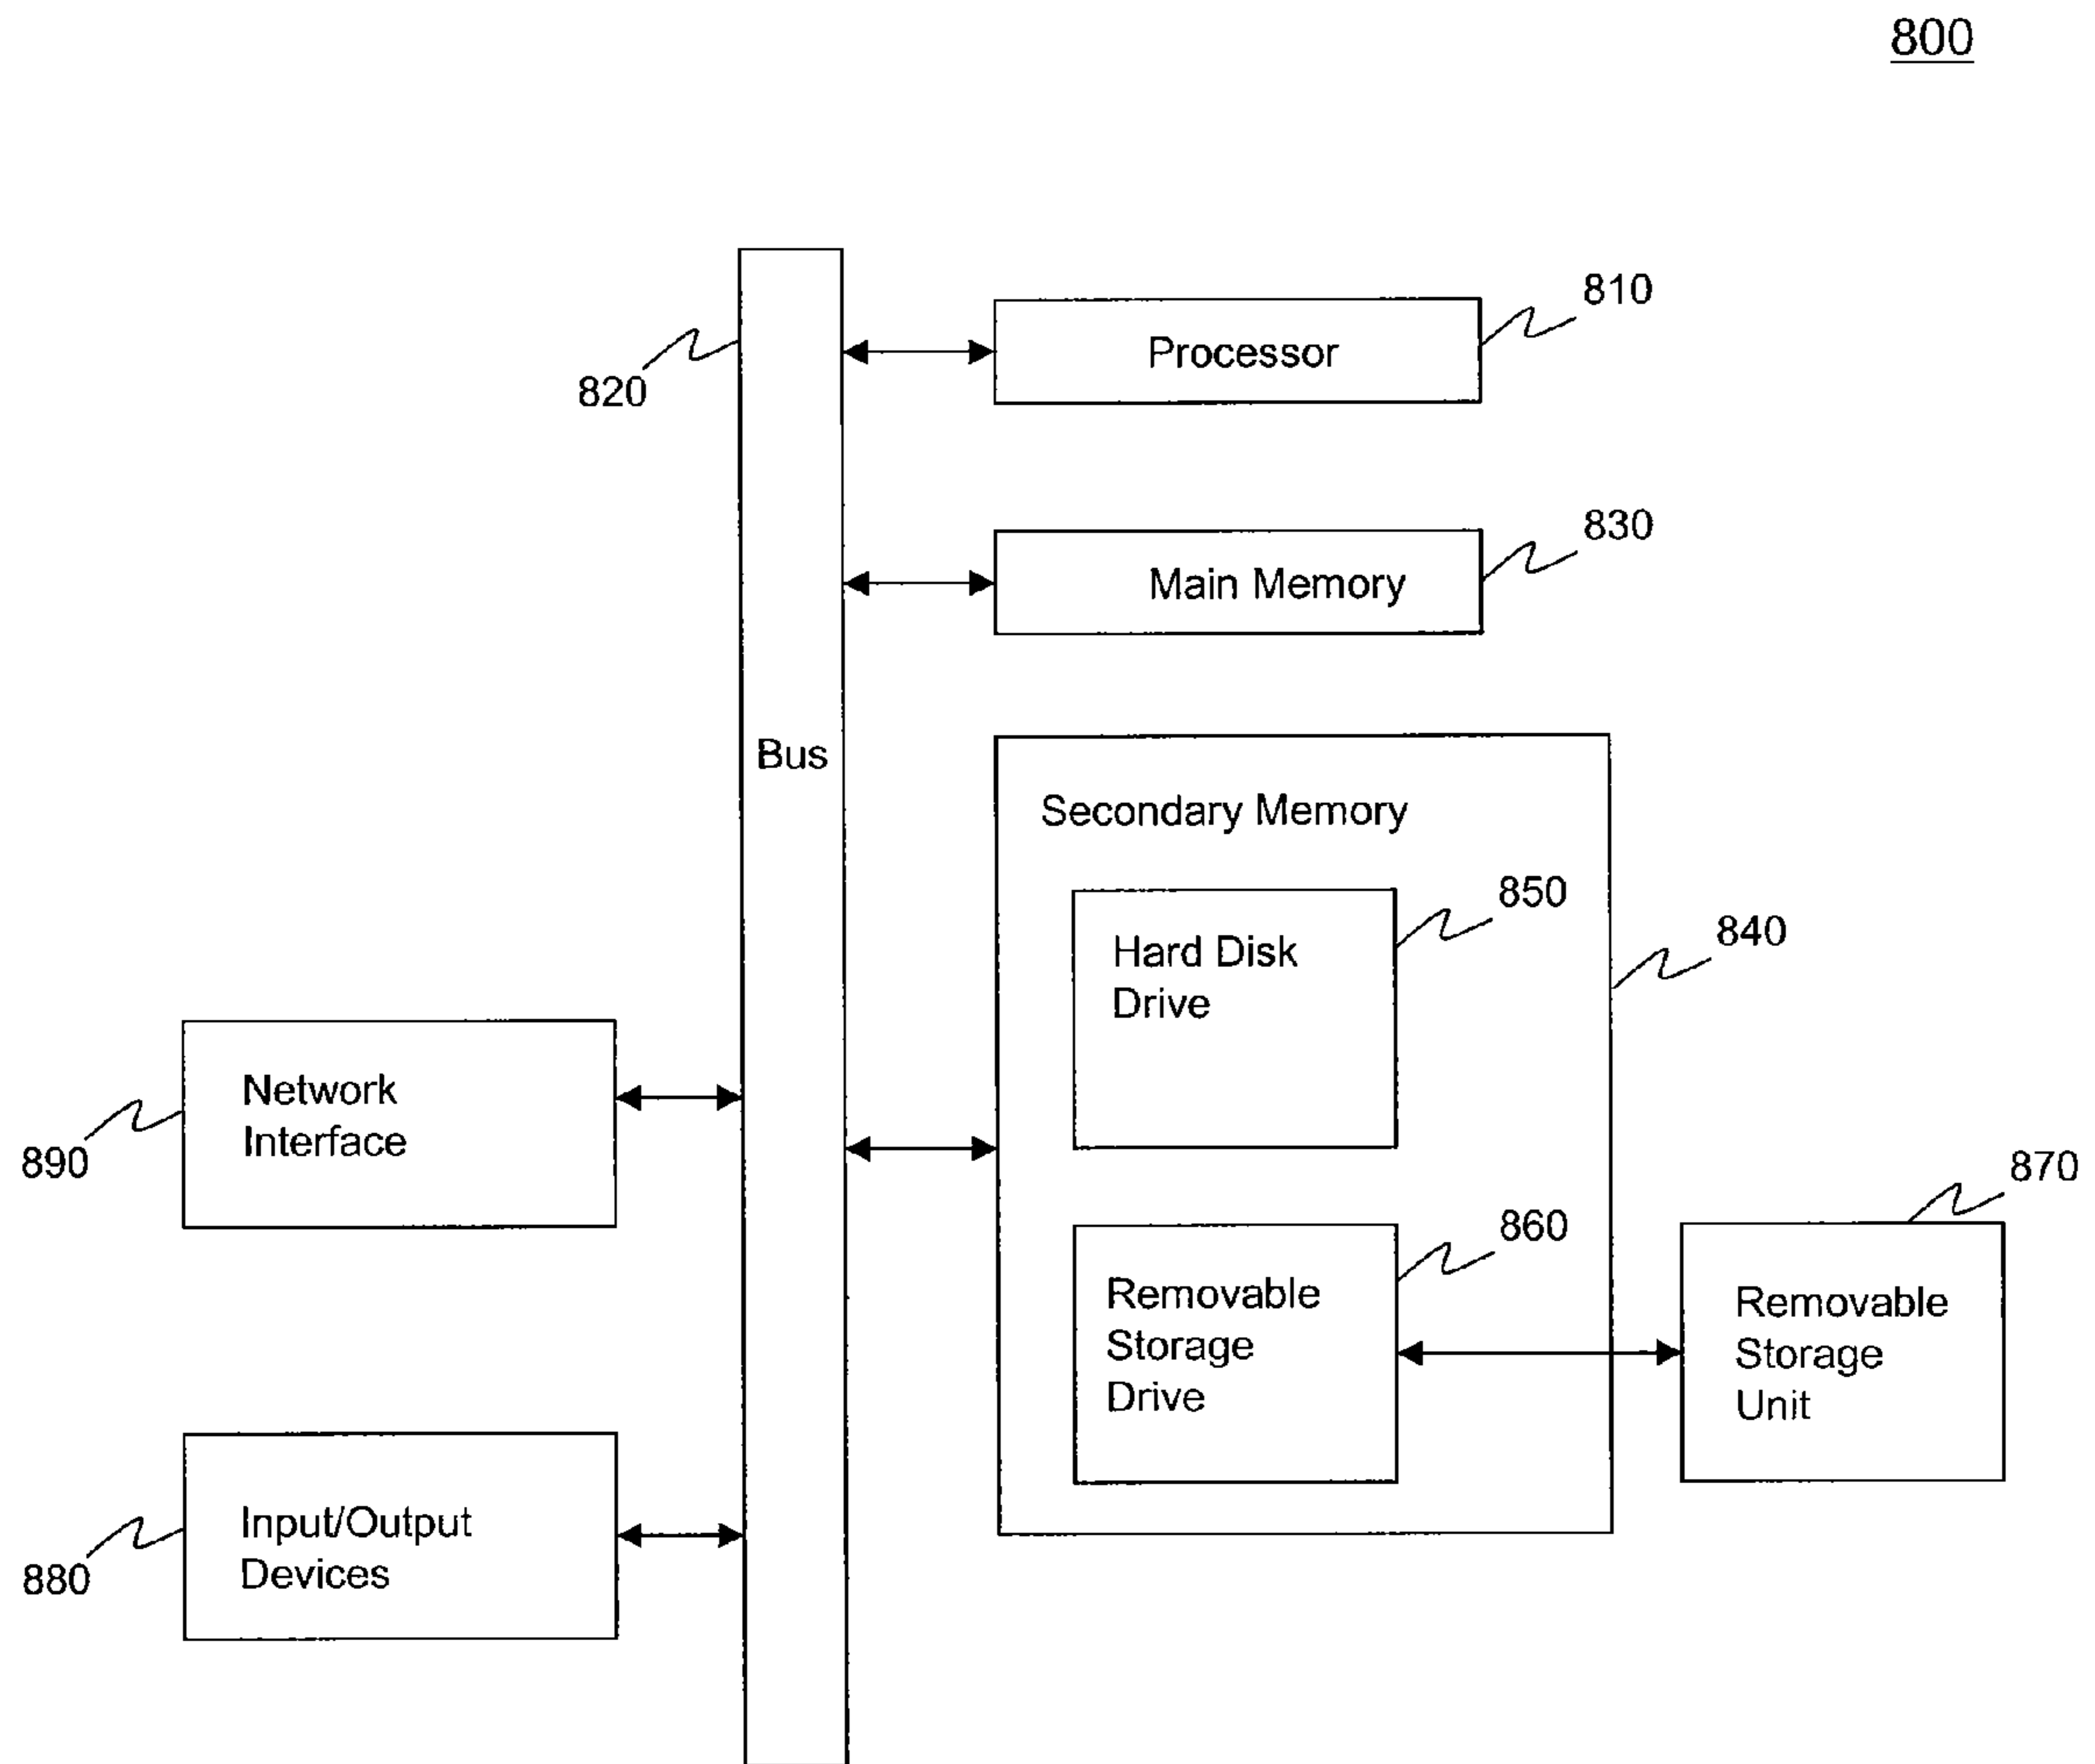 800
810
Processor
820
830
Main Memory
Bus
Secondary Memory
850
Hard Disk
Drive
840
Network
Interface
890
870
860
Removable
Storage
Drive
Removable
Storage
Unit
Input/Output
Devices
880